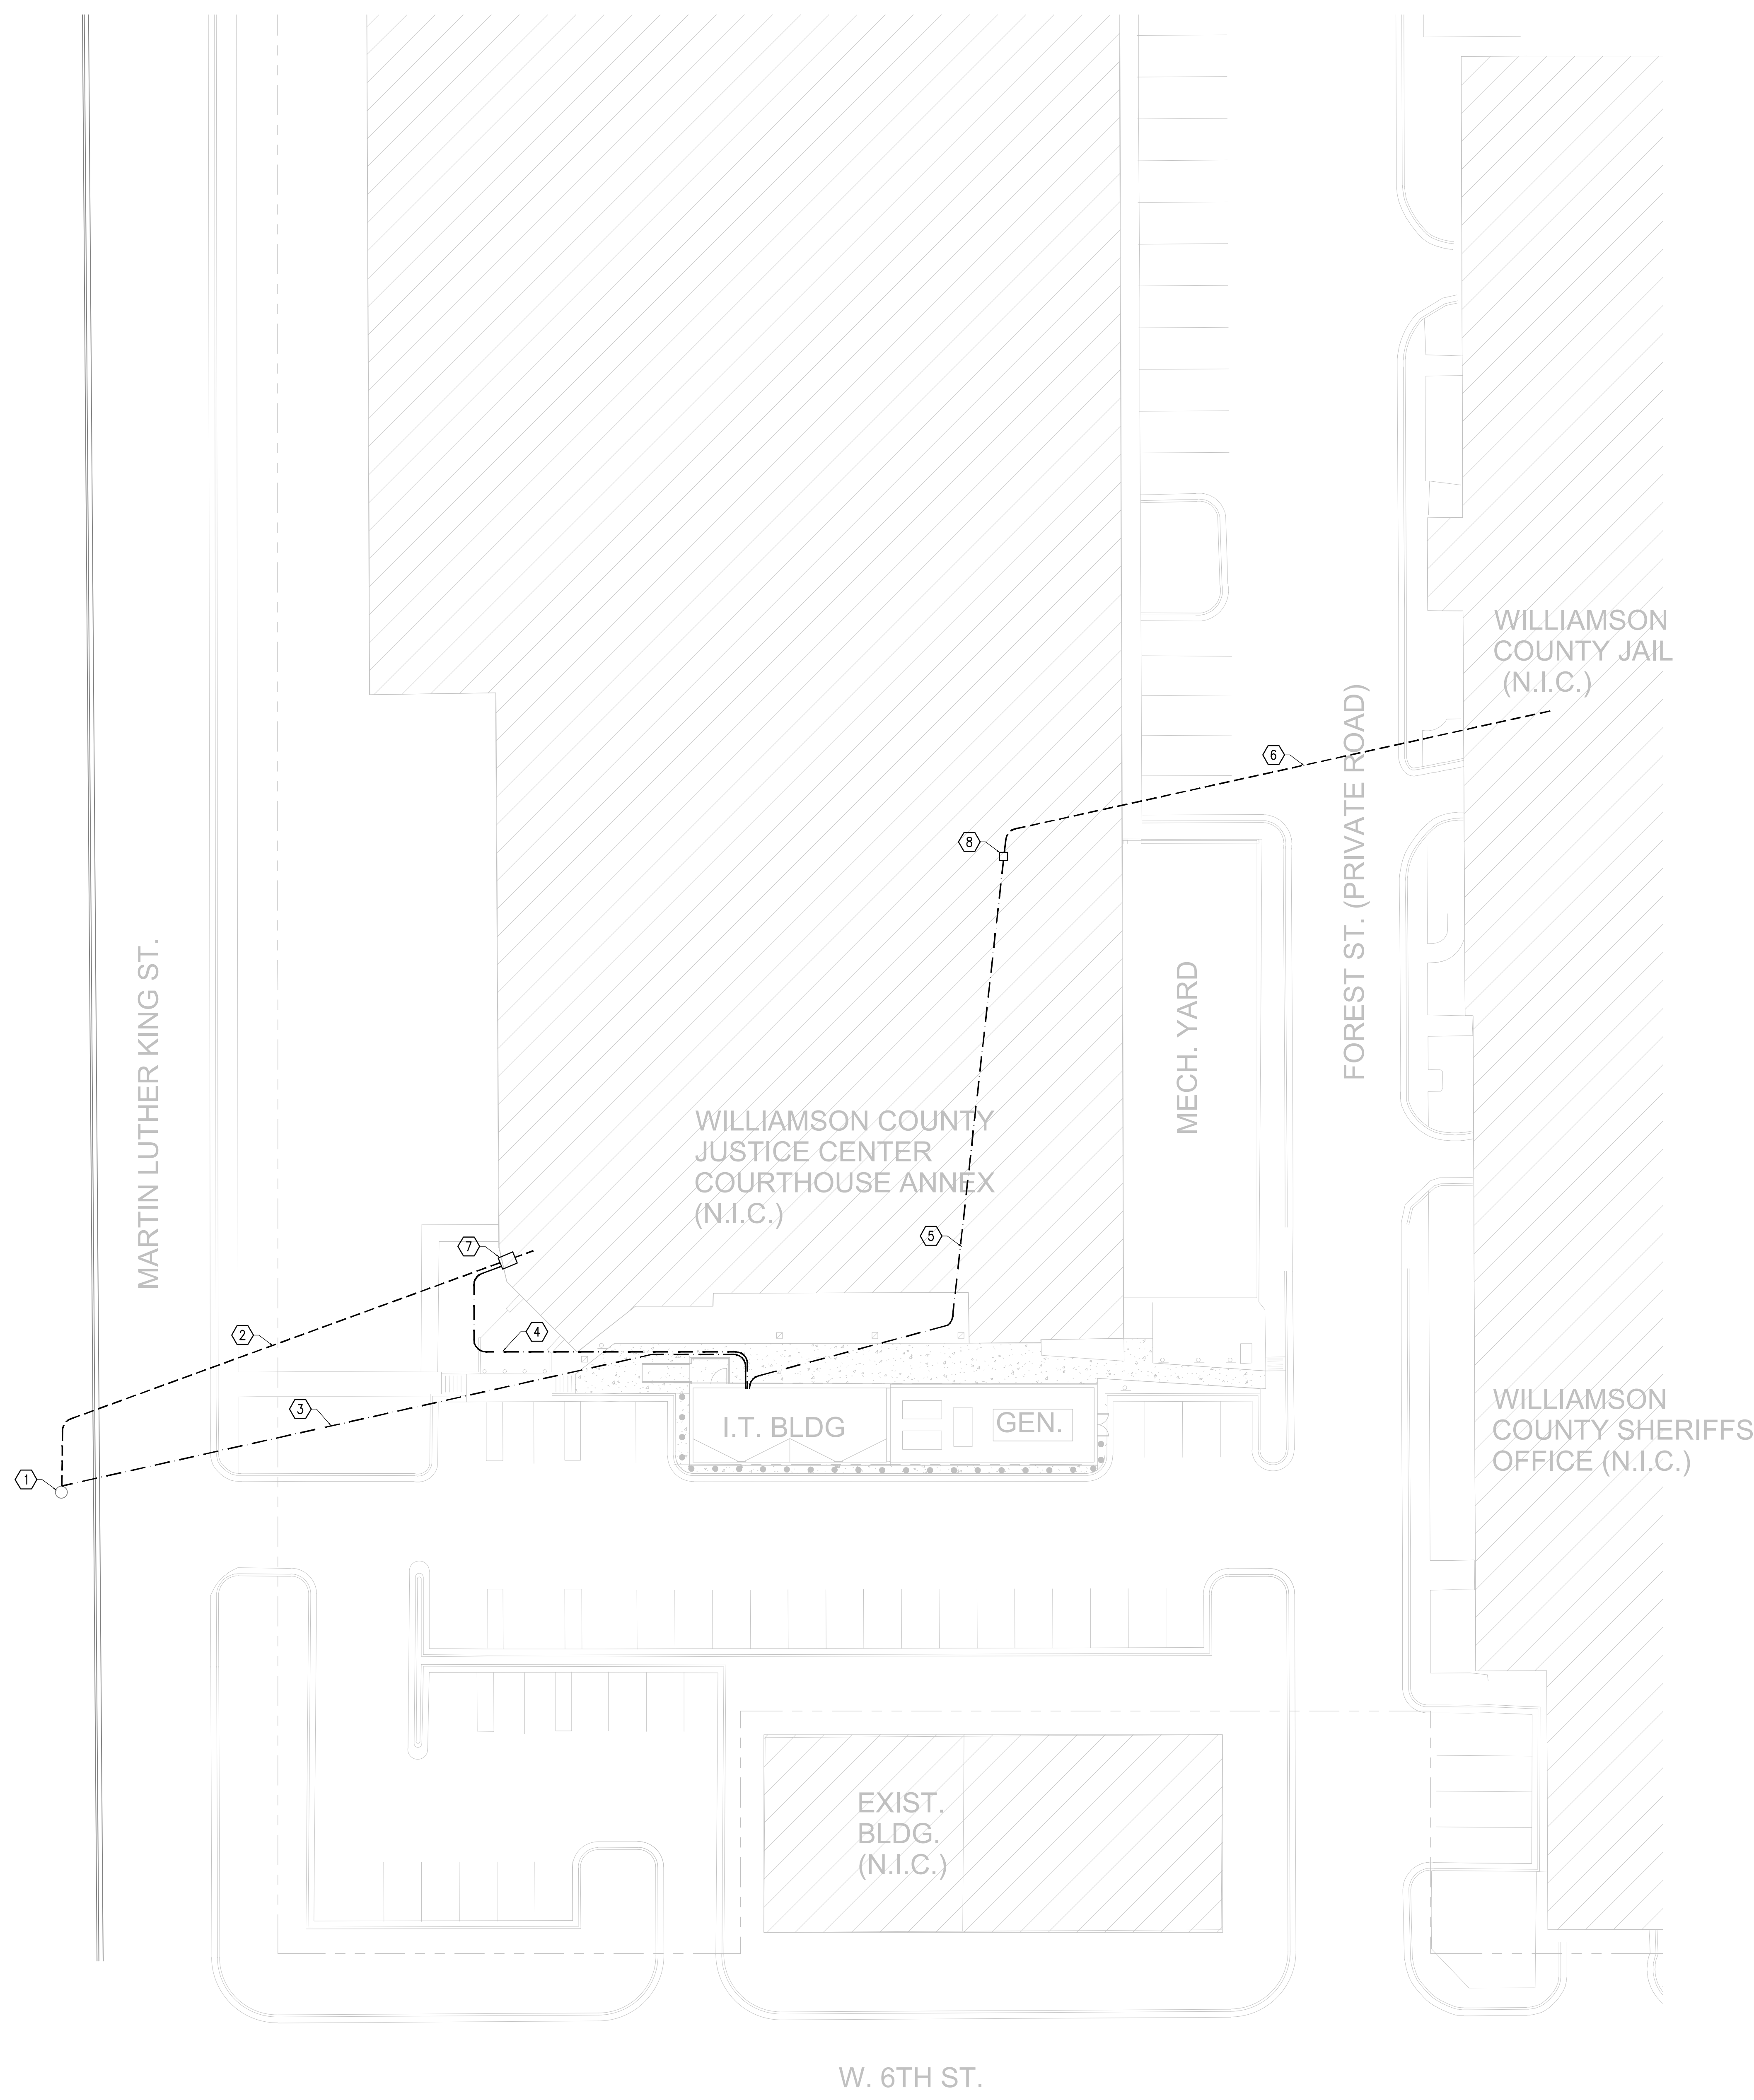 WILLIAMSON
COUNTY JAIL
(N.I.C.)
6
8
FOREST ST. (PRIVATE ROAD)
MECH. YARD
MARTIN LUTHER KING ST.
WILLIAMSON COUNTY
JUSTICE CENTER
COURTHOUSE ANNEX
(N.I.C.)
5
7
2
4
3
1
I.T. BLDG
GEN.
WILLIAMSON
COUNTY SHERIFFS
OFFICE (N.I.C.)
EXIST.
BLDG.
(N.I.C.)
W. 6TH ST.